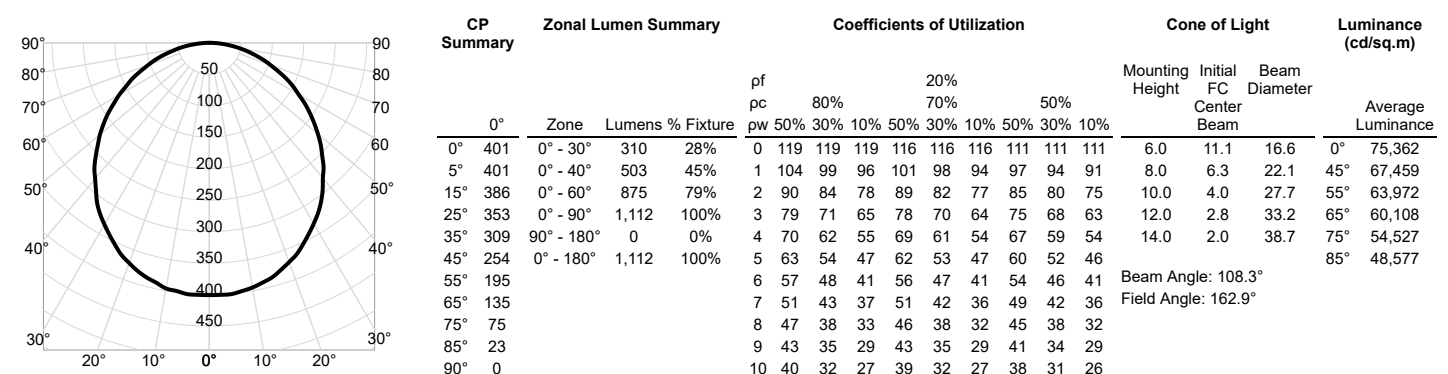 90° 90
80° 80
70° 70
60° 60
50° 50°
40° 40°
30° 30°
20° 10° 0° 10° 20°
50
100
150
200
250
300
350
400
450
CP Summary
0°
0° 401
5° 401
15° 386
25° 353
35° 309
45° 254
55° 195
65° 135
75° 75
85° 23
90° 0
Zonal Lumen Summary
Zone Lumens % Fixture
0° - 30° 310 28%
0° - 40° 503 45%
0° - 60° 875 79%
0° - 90° 1,112 100%
90° - 180° 0 0%
0° - 180° 1,112 100%
Coefficients of Utilization
ρf 20%
ρc 80% 70% 50%
ρw 50% 30% 10% 50% 30% 10% 50% 30% 10%
0 119 119 119 116 116 116 111 111 111
1 104 99 96 101 98 94 97 94 91
2 90 84 78 89 82 77 85 80 75
3 79 71 65 78 70 64 75 68 63
4 70 62 55 69 61 54 67 59 54
5 63 54 47 62 53 47 60 52 46
6 57 48 41 56 47 41 54 46 41
7 51 43 37 51 42 36 49 42 36
8 47 38 33 46 38 32 45 38 32
9 43 35 29 43 35 29 41 34 29
10 40 32 27 39 32 27 38 31 26
Cone of Light
Mounting Height Initial FC Center Beam Beam Diameter
6.0 11.1 16.6
8.0 6.3 22.1
10.0 4.0 27.7
12.0 2.8 33.2
14.0 2.0 38.7
Beam Angle: 108.3°
Field Angle: 162.9°
Luminance
(cd/sq.m)
Average
Luminance
0° 75,362
45° 67,459
55° 63,972
65° 60,108
75° 54,527
85° 48,577